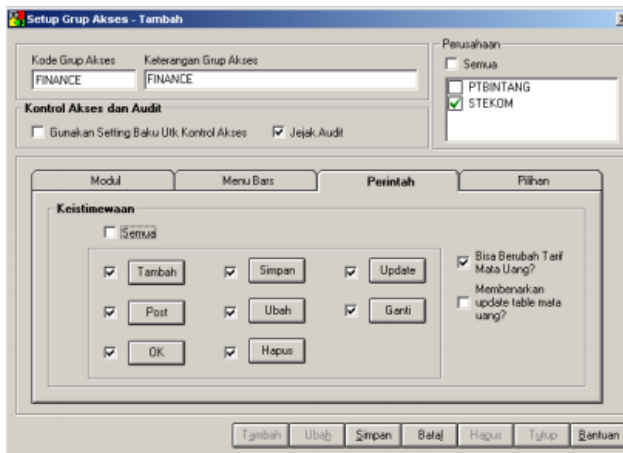 Setup Grup Akses - Tambah
Kode Grup Akses Keterangan Grup Akses
FINANCE FINANCE
Perusahaan
Semua
PTBINTANG
STEKOM
Kontrol Akses dan Audit
Gunakan Setting Baku Utk Kontrol Akses Jejak Audit
Modul Menu Bars Perintah Pilihan
Keistimewaan
Semua
Tambah Simpan Update
Post Ubah Ganti
OK Hapus
Bisa Berubah Tarif
Mata Uang?
Membenarkan
update table mata
uang?
Tambah Ubah Simpan Batal Hapus Tutup Bantuan